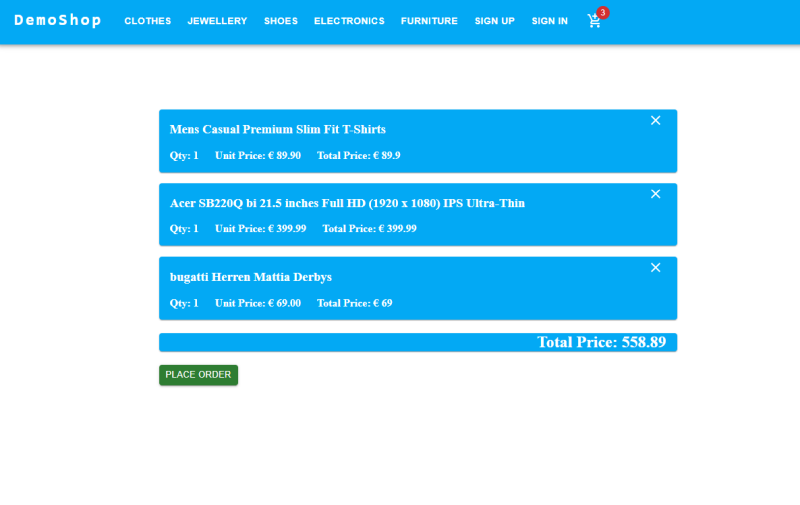 DemoShop CLOTHES JEWELLERY SHOES ELECTRONICS FURNITURE SIGN UP SIGN IN 3
Mens Casual Premium Slim Fit T-Shirts
Qty: 1 Unit Price: € 89.90 Total Price: € 89.9
Acer SB220Q bi 21.5 inches Full HD (1920 x 1080) IPS Ultra-Thin
Qty: 1 Unit Price: € 399.99 Total Price: € 399.99
bugatti Herren Mattia Derbys
Qty: 1 Unit Price: € 69.00 Total Price: € 69
Total Price: 558.89
PLACE ORDER